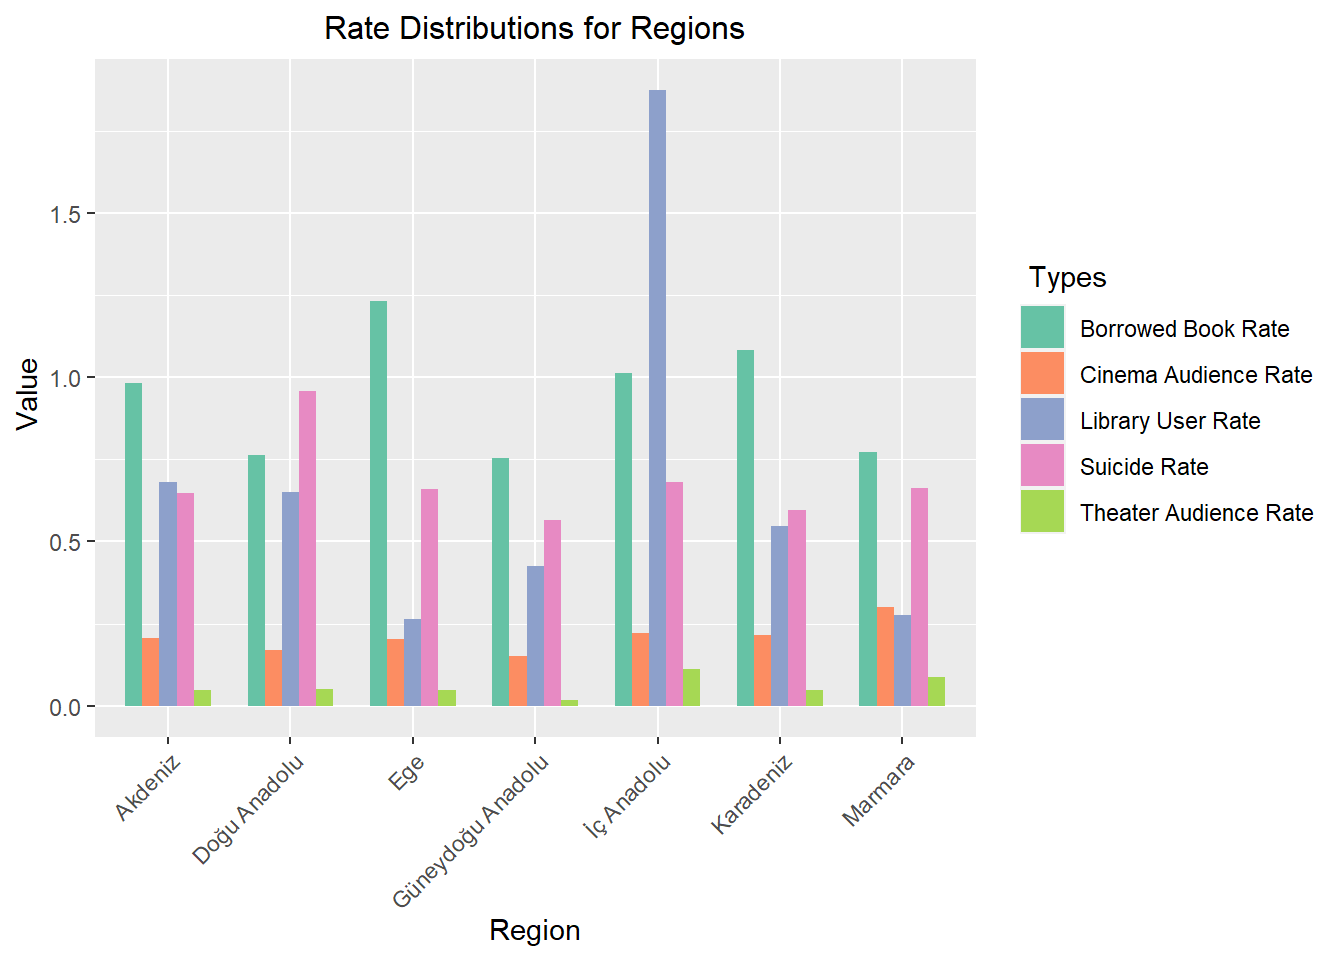 Rate Distributions for Regions
Value
1.5
1.0
0.5
0.0
Akdeniz
Doğu Anadolu
Ege
Güneydoğu Anadolu
İç Anadolu
Karadeniz
Marmara
Region
Types
Borrowed Book Rate
Cinema Audience Rate
Library User Rate
Suicide Rate
Theater Audience Rate